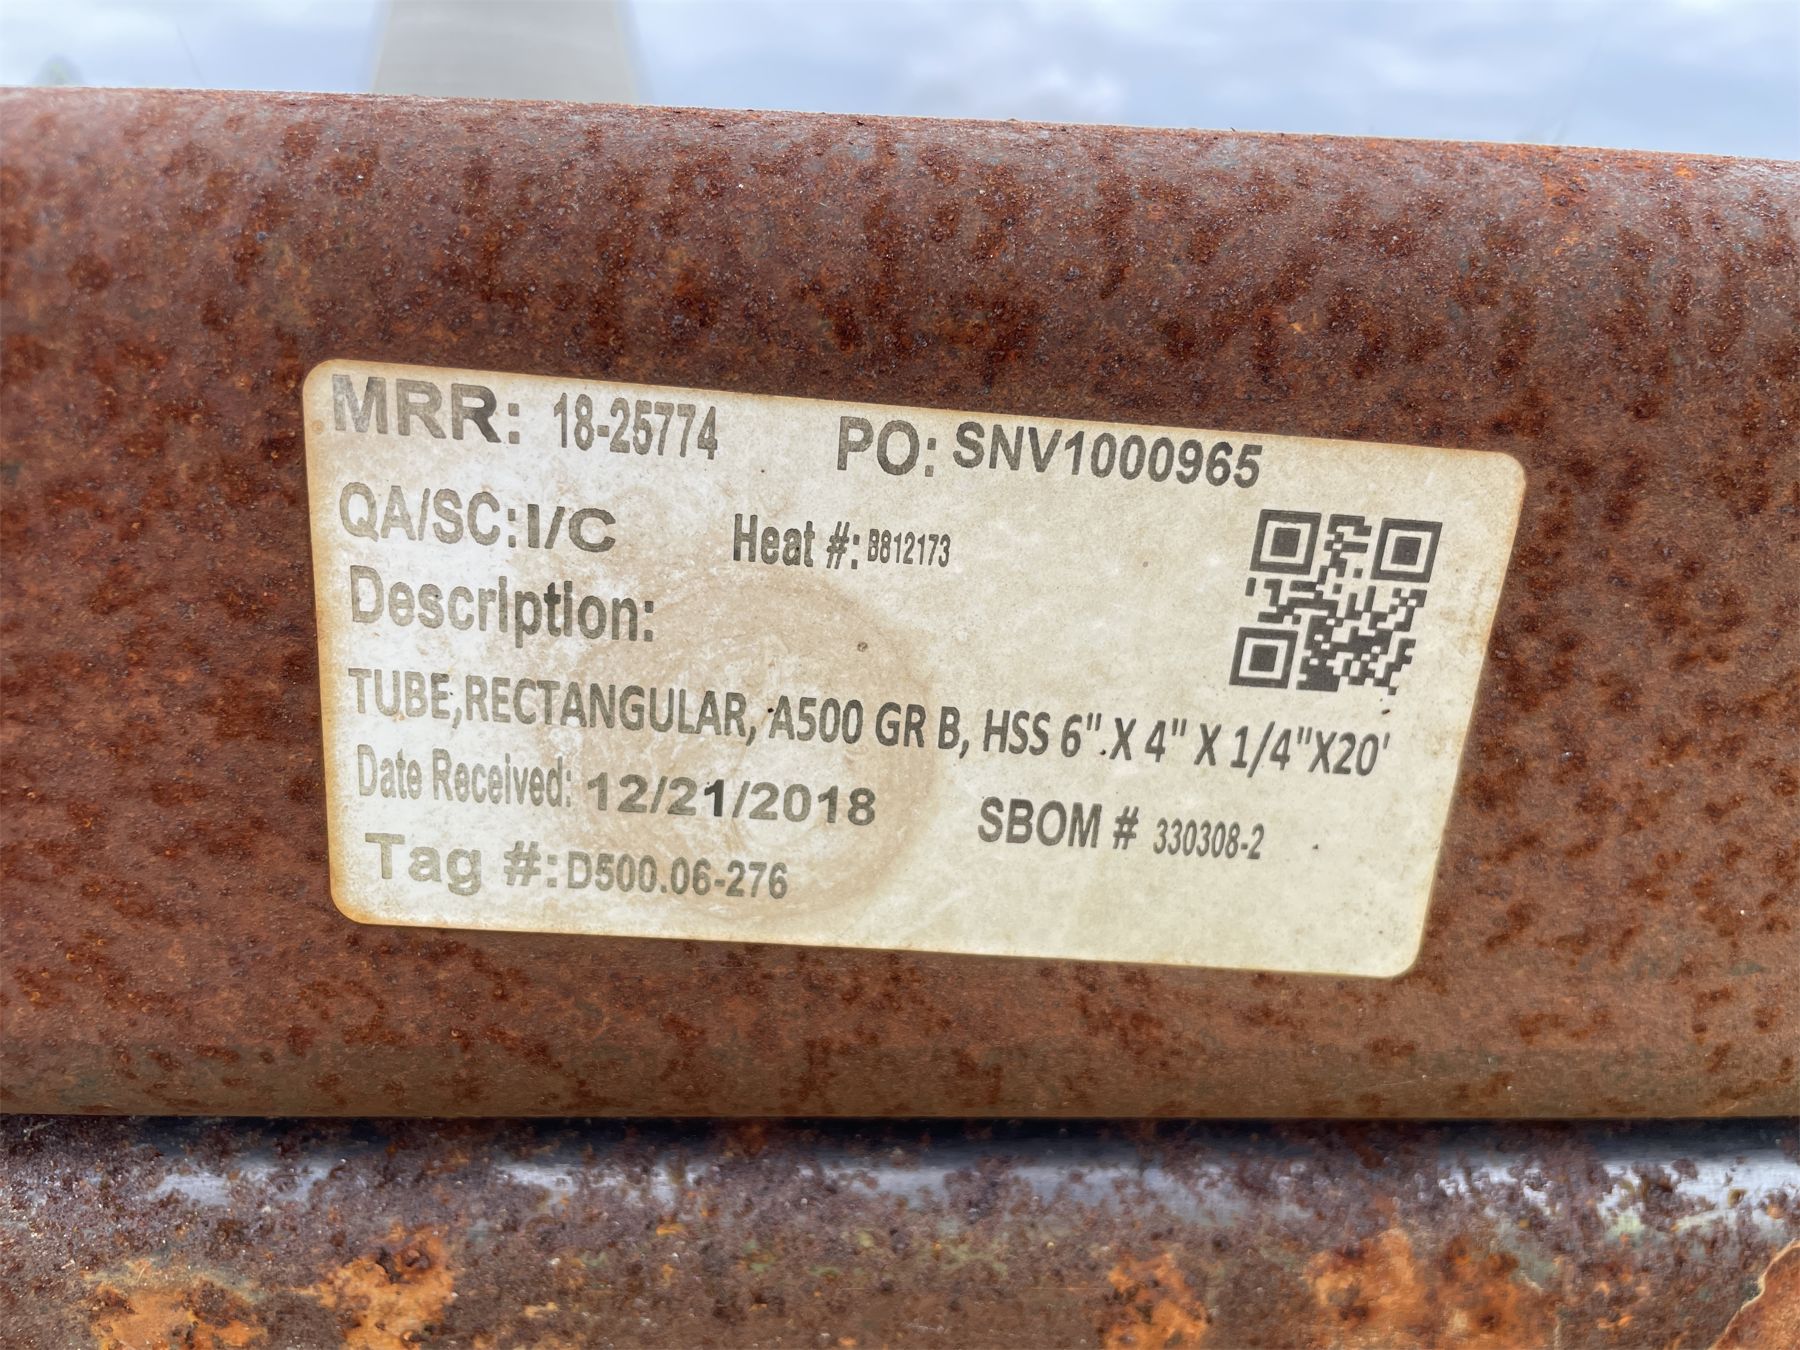 MRR: 18-25774 PO: SNV1000965
QA/SC: I/C Heat #: B812173
Description:
TUBE,RECTANGULAR, A500 GR B, HSS 6" X 4" X 1/4"X20'
Date Received: 12/21/2018 SBOM # 330308-2
Tag #: D500.06-276